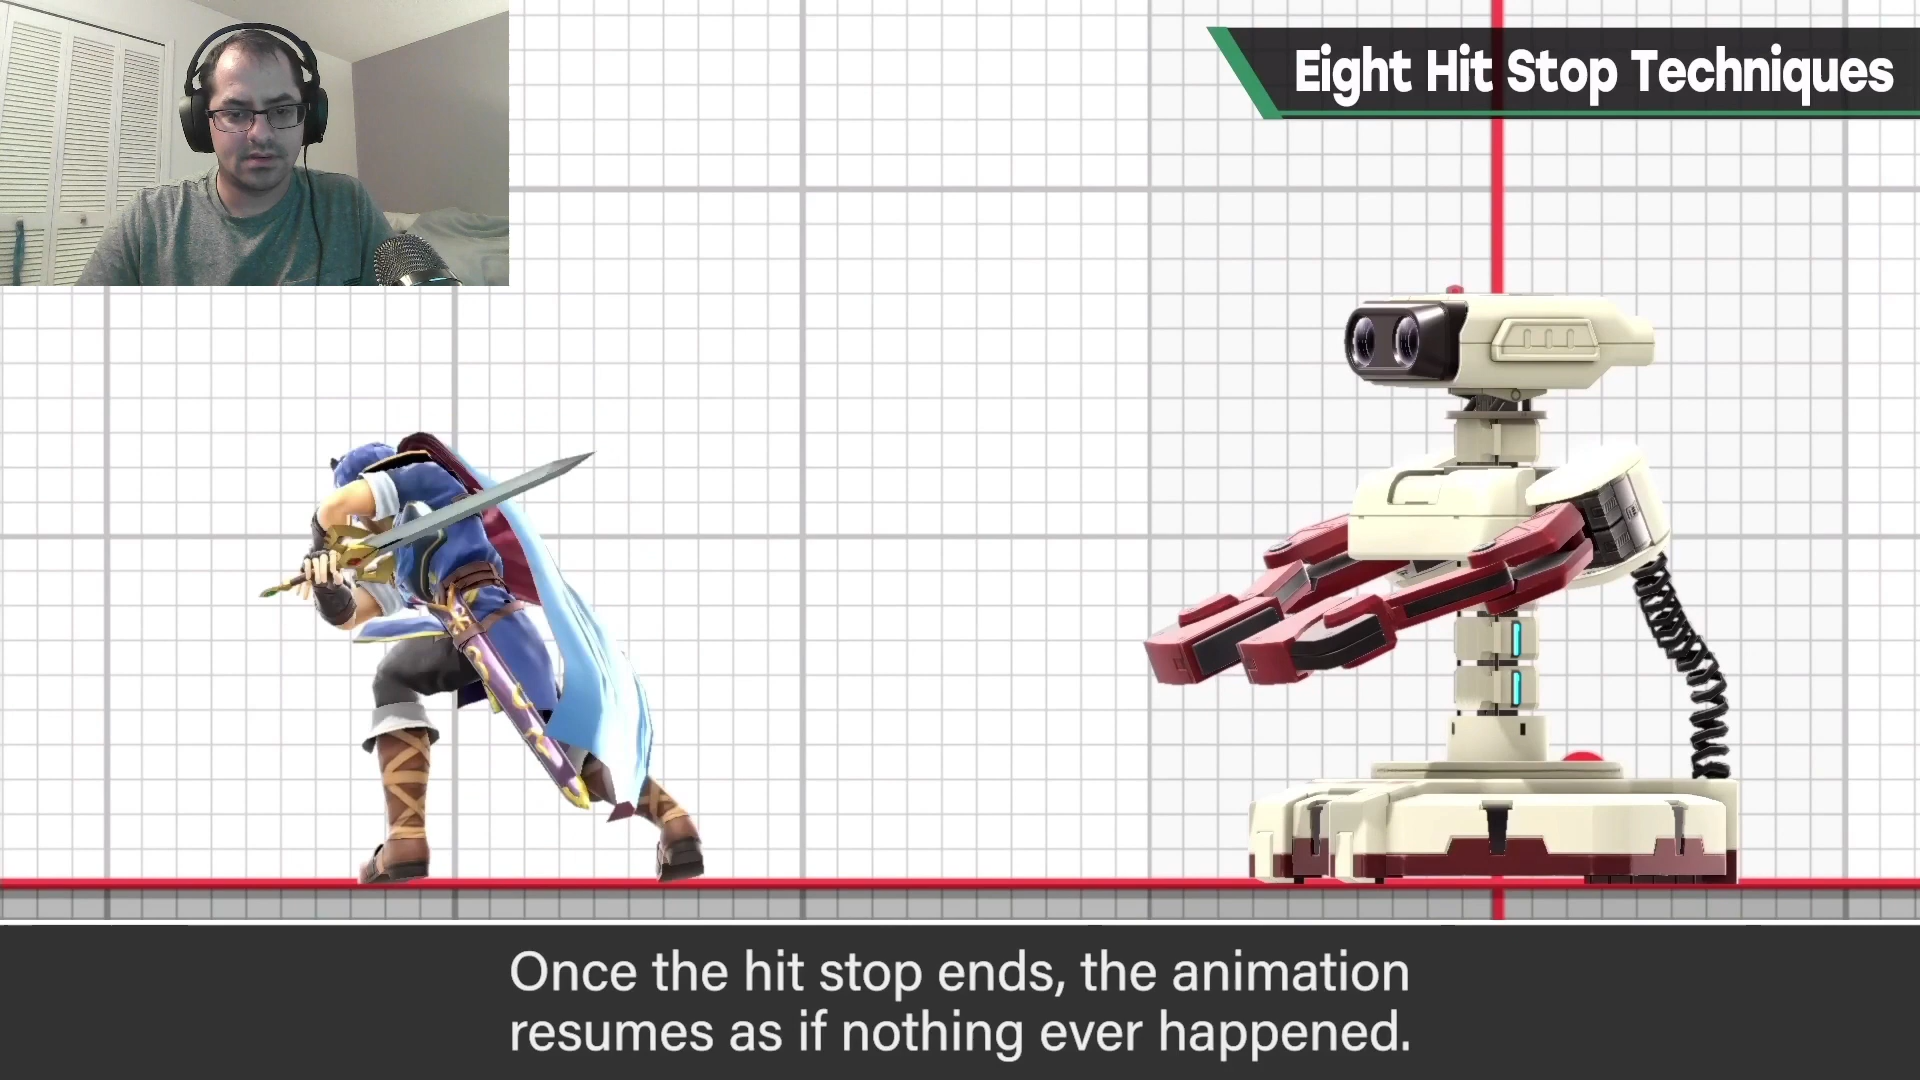 Eight Hit Stop Techniques
Once the hit stop ends, the animation
resumes as if nothing ever happened.